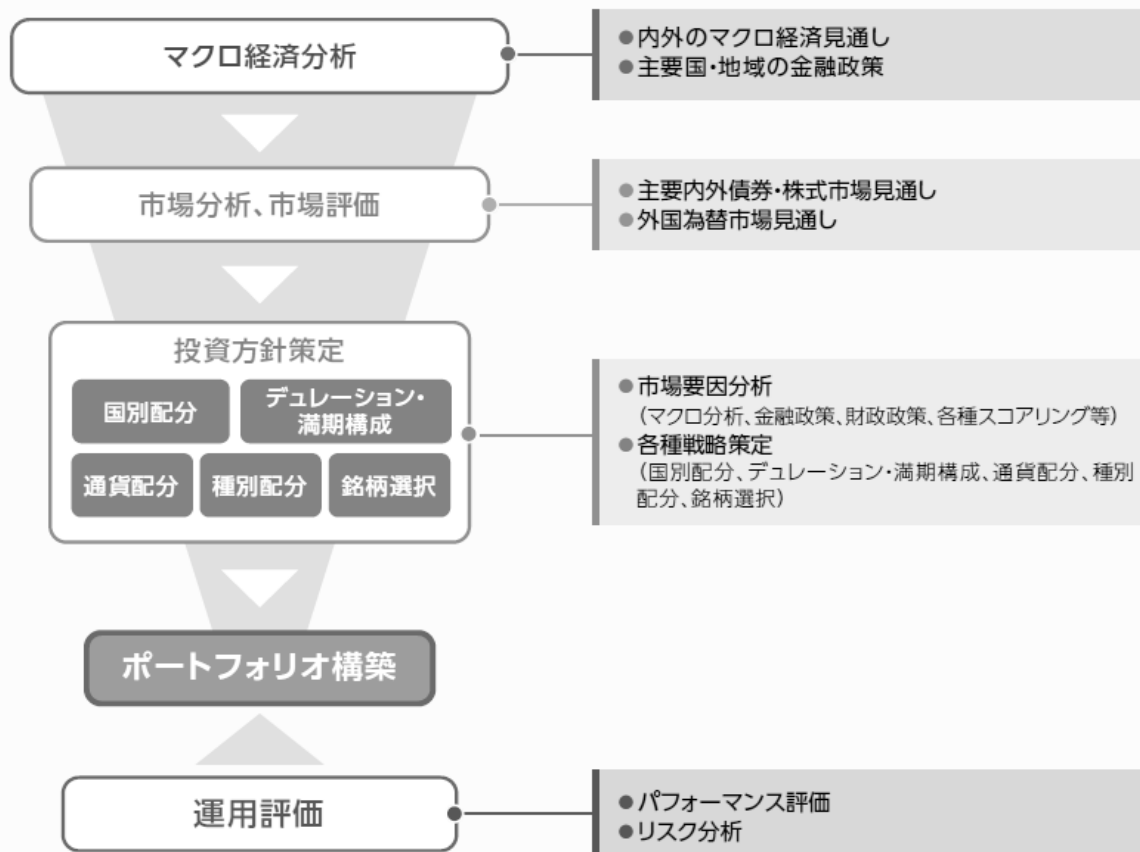 マクロ経済分析
●内外のマクロ経済見通し
●主要国・地域の金融政策
市場分析、市場評価
●主要内外債券・株式市場見通し
●外国為替市場見通し
投資方針策定
国別配分
デュレーション・
満期構成
通貨配分
種別配分
銘柄選択
●市場要因分析
（マクロ分析、金融政策、財政政策、各種スコアリング等）
●各種戦略策定
（国別配分、デュレーション・満期構成、通貨配分、種別
配分、銘柄選択）
ポートフォリオ構築
運用評価
●パフォーマンス評価
●リスク分析